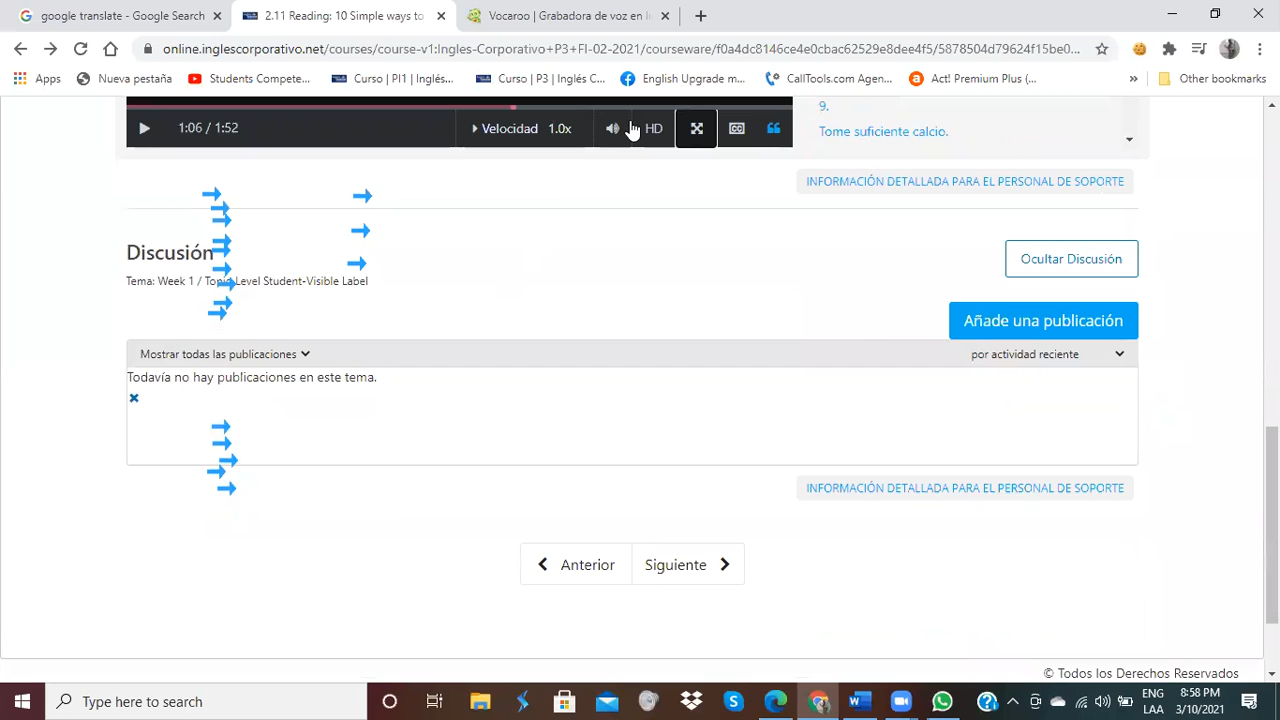 google translate - Google Search
2.11 Reading: 10 Simple ways to
Vocaroo | Grabadora de voz en lí
online.inglescorporativo.net/courses/course-v1:Ingles-Corporativo+P3+FI-02-2021/courseware/f0a4dc8146ce4e0cbac62529e8dee4f5/5878504d79624f15be0...
Apps
Nueva pestaña
Students Compete...
Curso | PI1 | Inglés...
Curso | P3 | Inglés C...
English Upgrade m...
CallTools.com Agen...
Act! Premium Plus (...
»
Other bookmarks
9.
Tome suficiente calcio.
1:06 / 1:52
Velocidad 1.0x
HD
INFORMACIÓN DETALLADA PARA EL PERSONAL DE SOPORTE
Discusión
Ocultar Discusión
Tema: Week 1 / Topic-Level Student-Visible Label
Añade una publicación
Mostrar todas las publicaciones
por actividad reciente
Todavía no hay publicaciones en este tema.
INFORMACIÓN DETALLADA PARA EL PERSONAL DE SOPORTE
Anterior
Siguiente
© Todos los Derechos Reservados
Type here to search
ENG
LAA
8:58 PM
3/10/2021